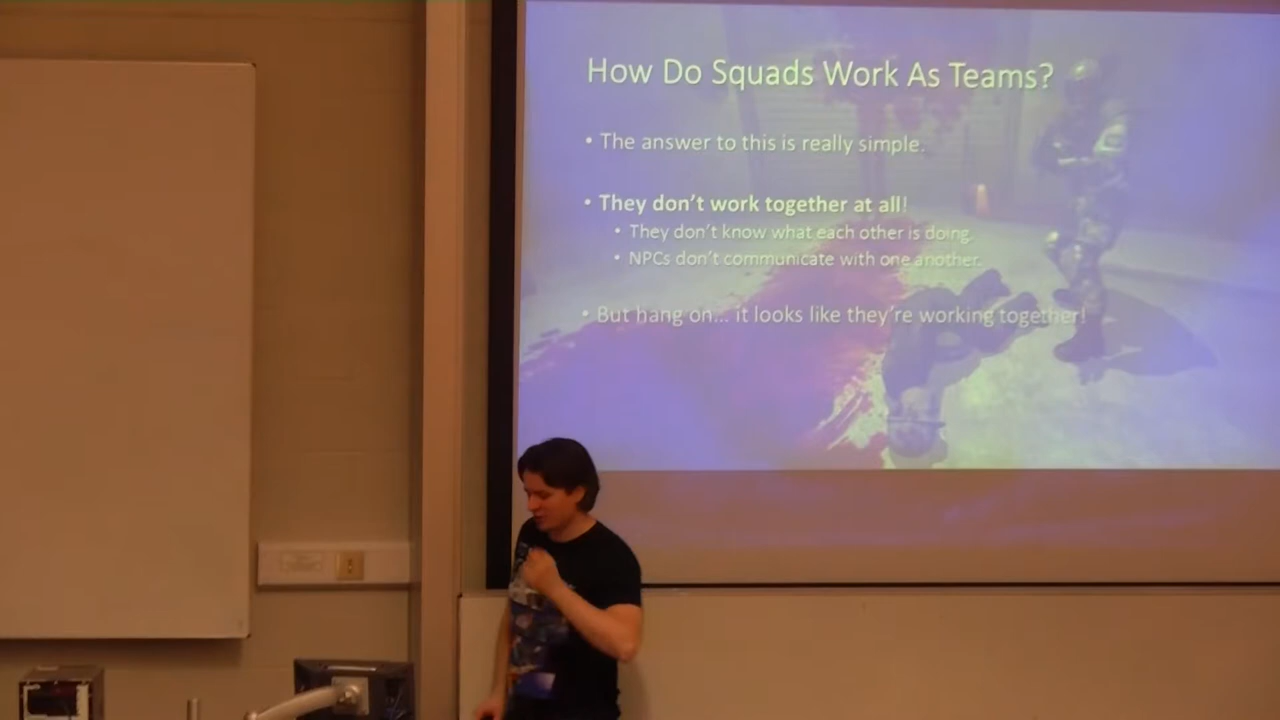 How Do Squads Work As Teams?
• The answer to this is really simple.
• They don't work together at all!
• They don't know what each other is doing.
• NPCs don't communicate with one another.
• But hang on... it looks like they're working together!